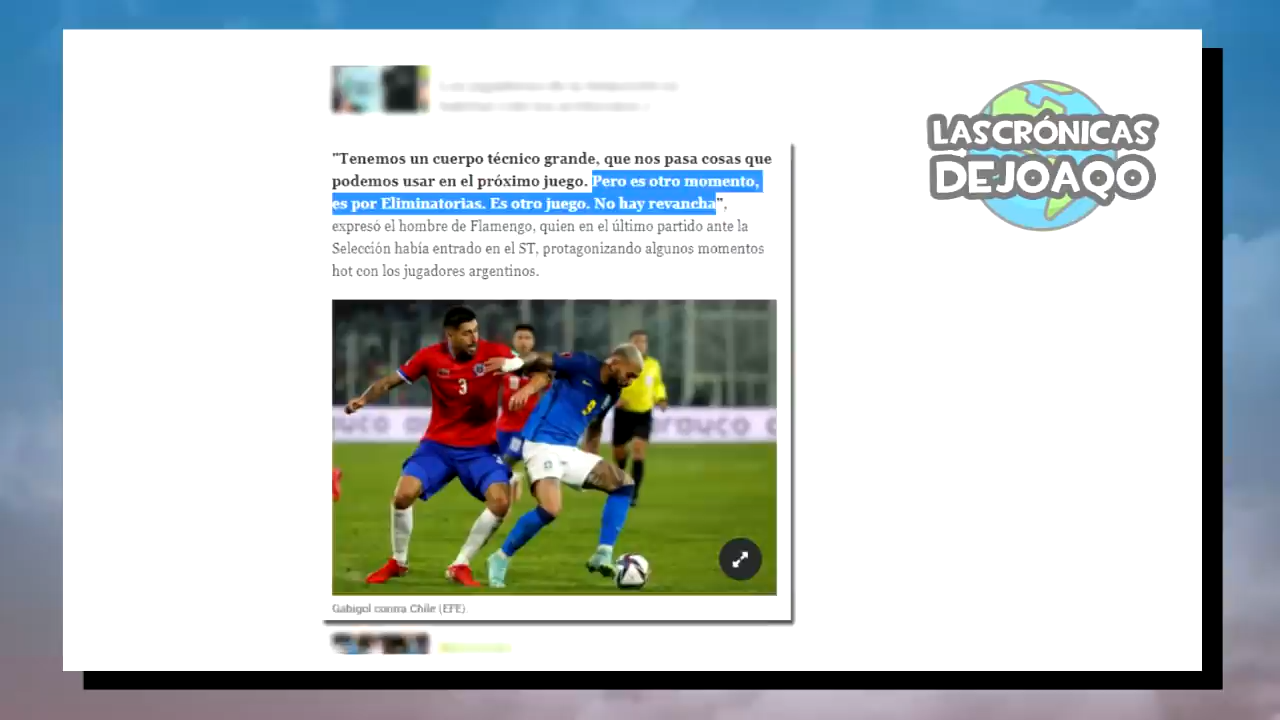 LASCRÓNICAS
DEJOAQO
"Tenemos un cuerpo técnico grande, que nos pasa cosas que
podemos usar en el próximo juego. Pero es otro momento,
es por Eliminatorias. Es otro juego. No hay revancha",
expresó el hombre de Flamengo, quien en el último partido ante la
Selección había entrado en el ST, protagonizando algunos momentos
hot con los jugadores argentinos.
3
arauco
Gabigol contra Chile (EFE).